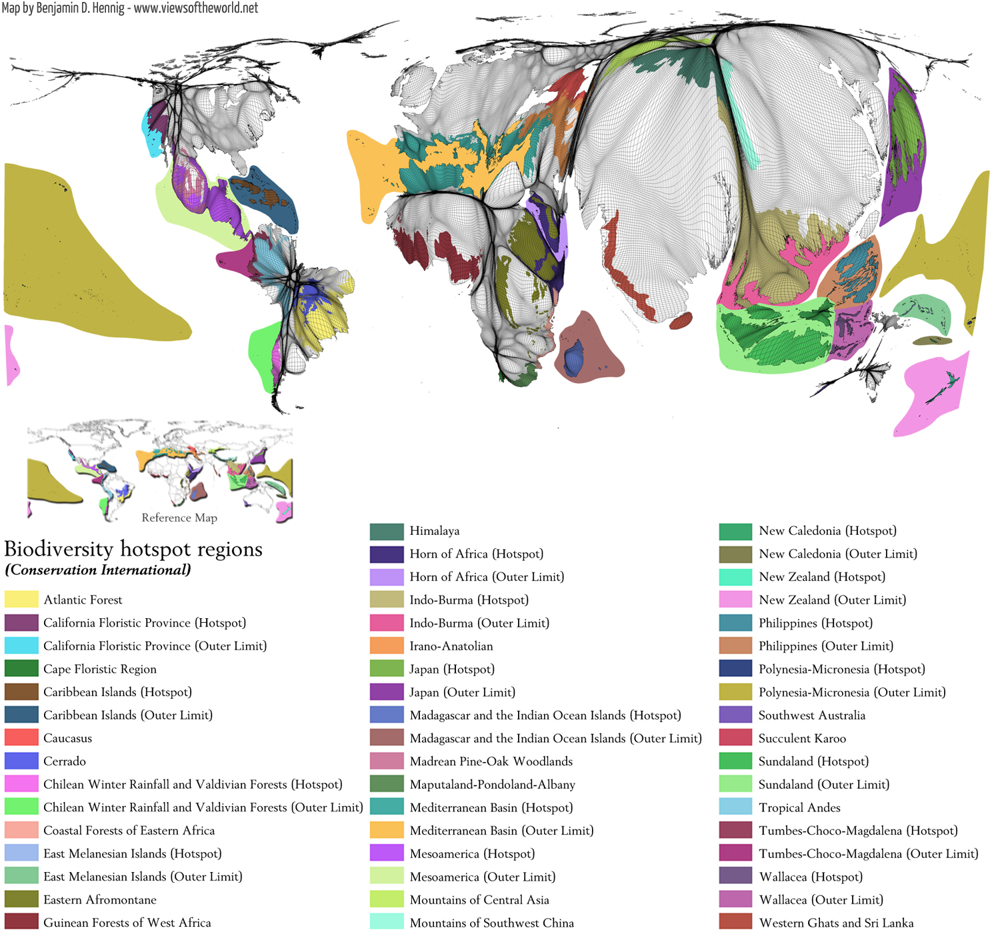 Map by Benjamin D. Hennig - www.viewsoftheworld.net
Reference Map
Biodiversity hotspot regions
(Conservation International)
Atlantic Forest
California Floristic Province (Hotspot)
California Floristic Province (Outer Limit)
Cape Floristic Region
Caribbean Islands (Hotspot)
Caribbean Islands (Outer Limit)
Caucasus
Cerrado
Chilean Winter Rainfall and Valdivian Forests (Hotspot)
Chilean Winter Rainfall and Valdivian Forests (Outer Limit)
Coastal Forests of Eastern Africa
East Melanesian Islands (Hotspot)
East Melanesian Islands (Outer Limit)
Eastern Afromontane
Guinean Forests of West Africa
Himalaya
Horn of Africa (Hotspot)
Horn of Africa (Outer Limit)
Indo-Burma (Hotspot)
Indo-Burma (Outer Limit)
Irano-Anatolian
Japan (Hotspot)
Japan (Outer Limit)
Madagascar and the Indian Ocean Islands (Hotspot)
Madagascar and the Indian Ocean Islands (Outer Limit)
Madrean Pine-Oak Woodlands
Maputaland-Pondoland-Albany
Mediterranean Basin (Hotspot)
Mediterranean Basin (Outer Limit)
Mesoamerica (Hotspot)
Mesoamerica (Outer Limit)
Mountains of Central Asia
Mountains of Southwest China
New Caledonia (Hotspot)
New Caledonia (Outer Limit)
New Zealand (Hotspot)
New Zealand (Outer Limit)
Philippines (Hotspot)
Philippines (Outer Limit)
Polynesia-Micronesia (Hotspot)
Polynesia-Micronesia (Outer Limit)
Southwest Australia
Succulent Karoo
Sundaland (Hotspot)
Sundaland (Outer Limit)
Tropical Andes
Tumbes-Choco-Magdalena (Hotspot)
Tumbes-Choco-Magdalena (Outer Limit)
Wallacea (Hotspot)
Wallacea (Outer Limit)
Western Ghats and Sri Lanka